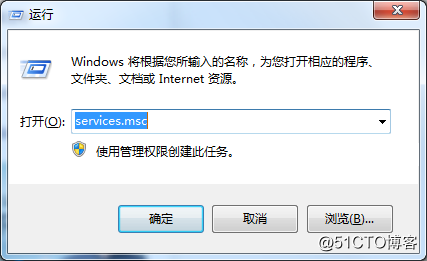 运行
Windows 将根据您所输入的名称，为您打开相应的程序、
文件夹、文档或 Internet 资源。
打开(O): services.msc
使用管理权限创建此任务。
确定 取消 浏览(B)...
@51CTO博客